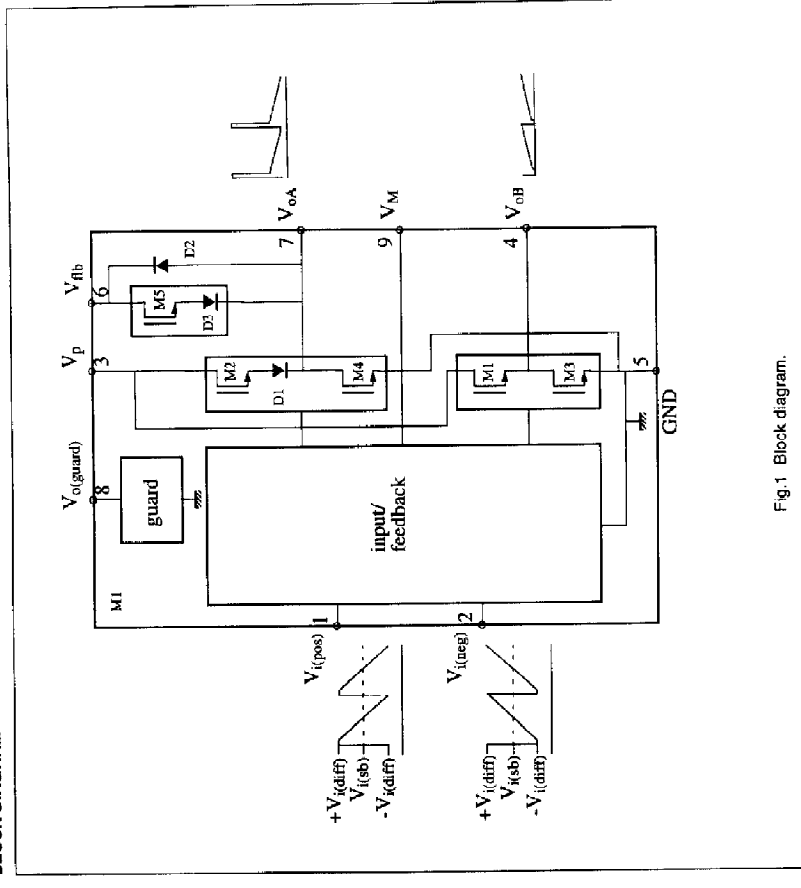 V_o(guard)
V_p
V_flb
8
3
6
M1
guard
M5
D2
D3
M2
D1
M4
M1
M3
input/
feedback
+V_i(diff)
V_i(sb)
-V_i(diff)
V_i(pos)
1
+V_i(diff)
V_i(sb)
-V_i(diff)
V_i(neg)
2
7
V_oA
9
V_M
4
V_oB
5
GND
Fig.1 Block diagram.